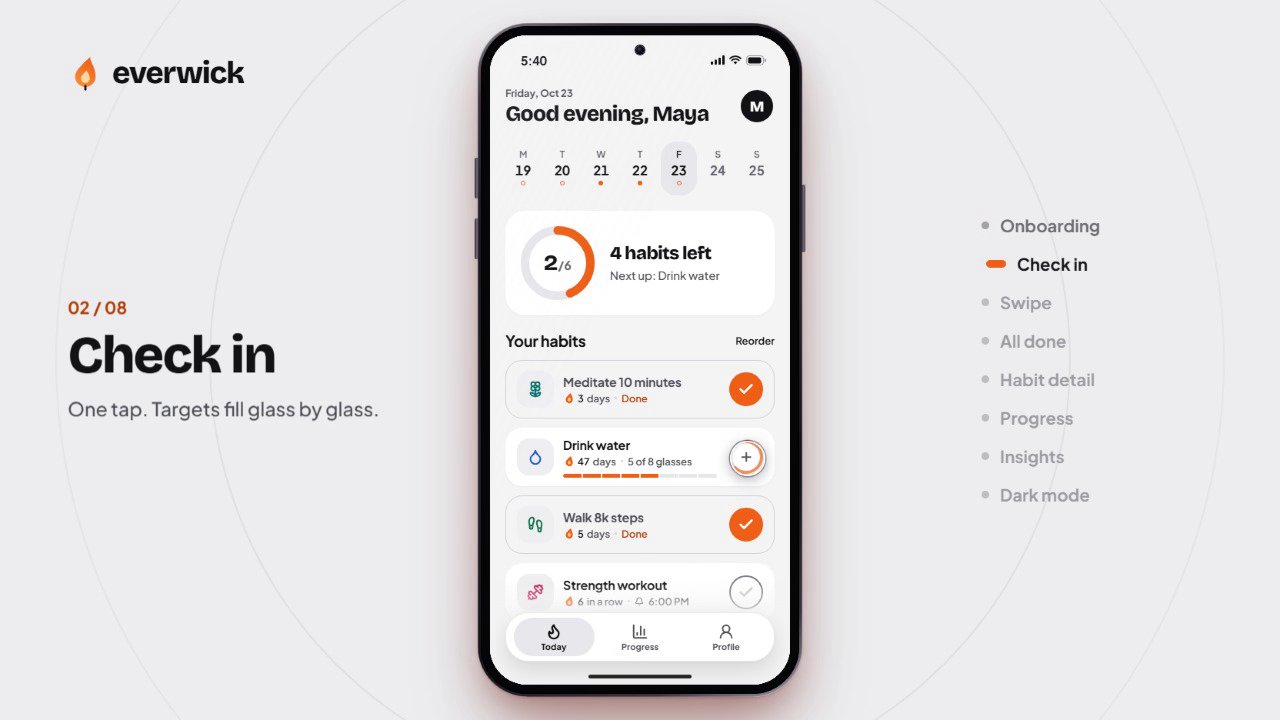 everwick
02 / 08
Check in
One tap. Targets fill glass by glass.
5:40
Friday, Oct 23
Good evening, Maya
M
M T W T F S S
19 20 21 22 23 24 25
2/6
4 habits left
Next up: Drink water
Your habits
Reorder
Meditate 10 minutes
3 days · Done
Drink water
47 days · 5 of 8 glasses
Walk 8k steps
5 days · Done
Strength workout
6 in a row · 6:00 PM
Today
Progress
Profile
Onboarding
Check in
Swipe
All done
Habit detail
Progress
Insights
Dark mode